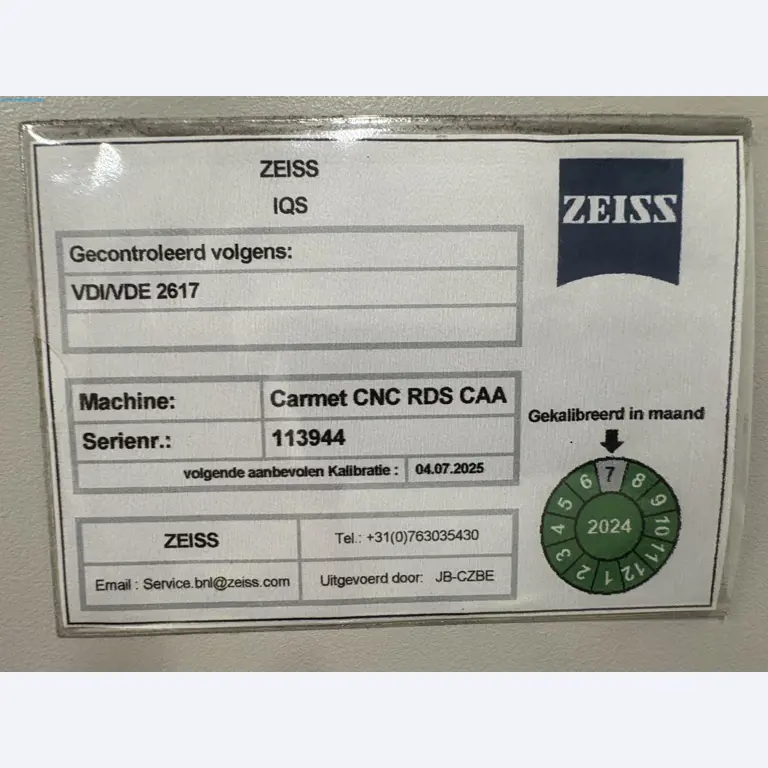 ZEISS
IQS
ZEISS
Gecontroleerd volgens:
VDI/VDE 2617
Machine: Carmet CNC RDS CAA
Serienr.: 113944
volgende aanbevolen Kalibratie : 04.07.2025
Gekalibreerd in maand
1 2 3 4 5 6 7 8 9 10 11 12
2024
ZEISS Tel.: +31(0)763035430
Email : Service.bnl@zeiss.com Uitgevoerd door: JB-CZBE